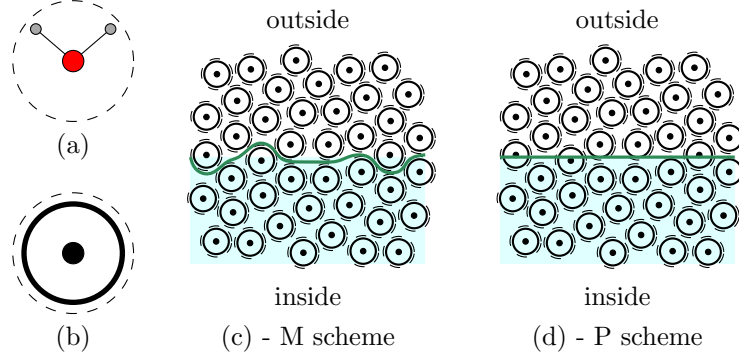 outside
outside
(a)
inside
inside
(b)
(c) - M scheme
(d) - P scheme